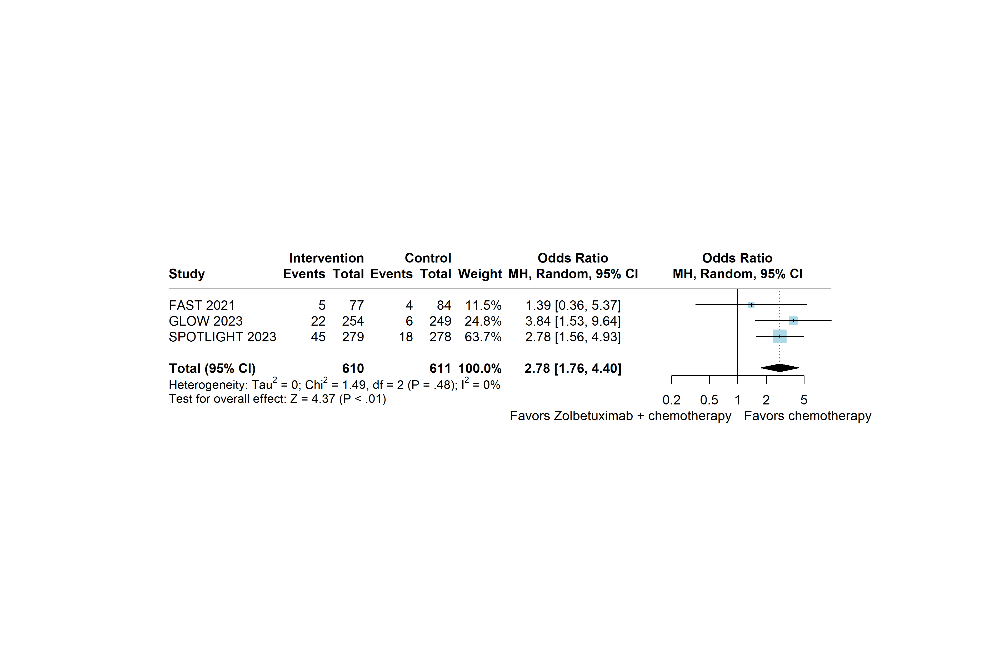 Intervention Control Odds Ratio Odds Ratio
Study Events Total Events Total Weight MH, Random, 95% CI MH, Random, 95% CI
FAST 2021 5 77 4 84 11.5% 1.39 [0.36, 5.37]
GLOW 2023 22 254 6 249 24.8% 3.84 [1.53, 9.64]
SPOTLIGHT 2023 45 279 18 278 63.7% 2.78 [1.56, 4.93]
Total (95% CI) 610 611 100.0% 2.78 [1.76, 4.40]
Heterogeneity: Tau² = 0; Chi² = 1.49, df = 2 (P = .48); I² = 0%
Test for overall effect: Z = 4.37 (P < .01)
0.2 0.5 1 2 5
Favors Zolbetuximab + chemotherapy Favors chemotherapy